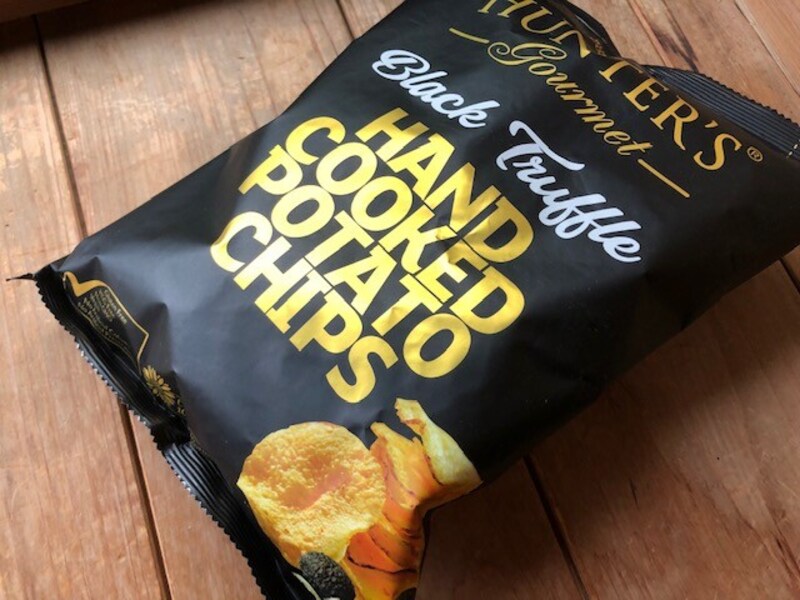 HUNTER'S®
Gourmet
Black Truffle
HAND
COOKED
POTATO
CHIPS